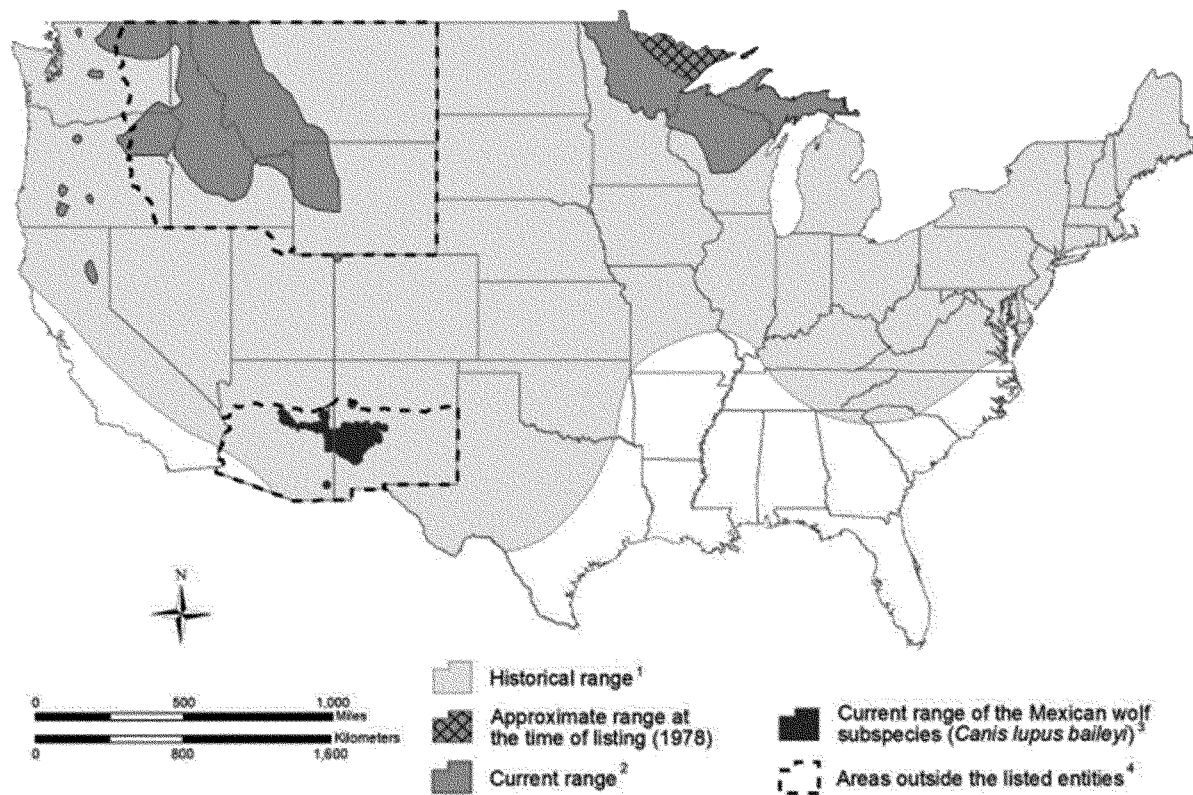 N
0 500 1,000
Miles
Kilometers
0 800 1,600
Historical range 1
Approximate range at
the time of listing (1978)
Current range 2
Current range of the Mexican wolf
subspecies (Canis lupus baileyi) 3
Areas outside the listed entities 4